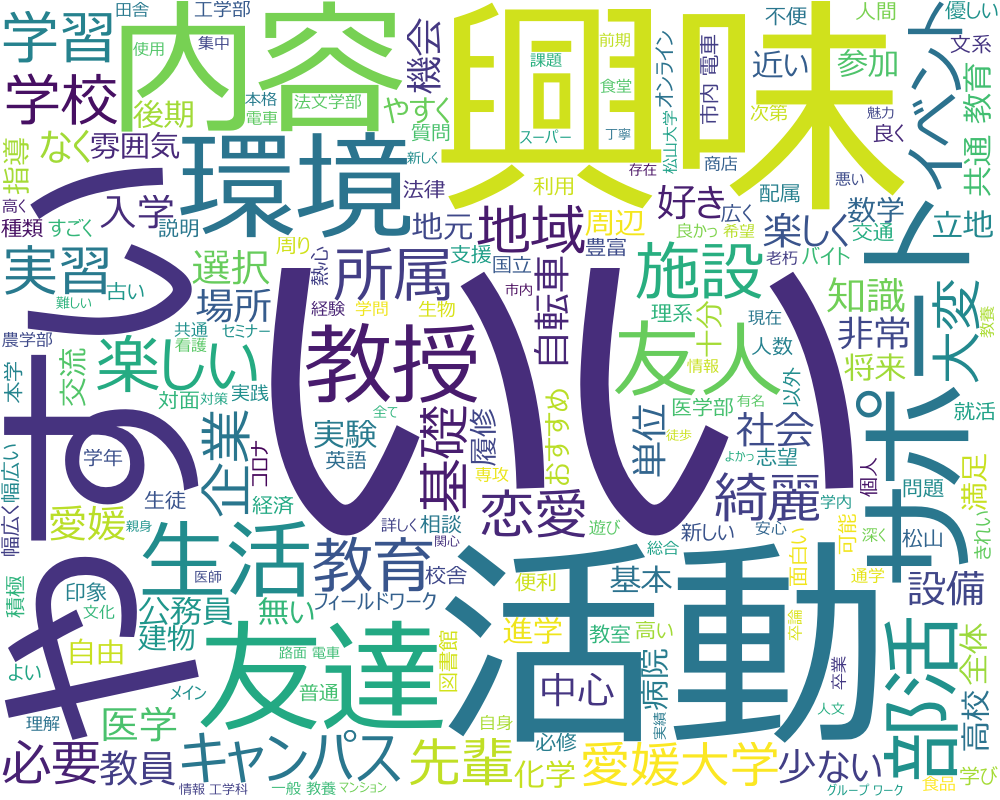 田舎
工学部
内容
興味
不便
人間
優しい
学習
使用
集中
機会
前期
課題
食堂
オンライン
松山大学
市内 電車
近い
参加
文系
イベント
学校
後期
本格
電車
法文学部
やすく
質問
スーパー
丁寧
次第
魅力
良く
共通 教育
指導
なく
雰囲気
環境
新しく
存在
商店
高く
種類
すごく
入学
説明
法律
地元
利用
地域
周辺
好き
広く
配属
数学
立地
実習
選択
周り
熱心
支援
国立
豊富
良かっ
希望
楽しく
交通
悪い
難しい
古い
場所
所属
自転車
施設
老朽
バイト
知識
市内
農学部
共通
看護
セミナー
経験
学問
生物
理系
十分
現在
非常
大変
教養
本学
交流
楽しい
対面
対策
実践
教授
いい
友人
情報
人数
将来
全て
おすすめ
医学部
有名
以外
就活
幅広く
幅広い
学年
企業
コロナ
実験
英語
基礎
履修
専攻
単位
徒歩
よかっ
志望
社会
サポート
やすい
愛媛
生徒
経済
詳しく
相談
恋愛
遊び
新しい
綺麗
学内
個人
問題
満足
きれい
親身
関心
安心
深く
松山
積極
印象
生活
医師
教育
校舎
便利
総合
基本
面白い
可能
通学
設備
文化
公務員
無い
フィールドワーク
活動
建物
友達
進学
教室
高い
卒論
部活
全体
よい
自由
路面 電車
図書館
普通
中心
病院
卒業
メイン
理解
医学
自身
実績
人文
高校
必要
教員
キャンパス
先輩
必修
化学
愛媛大学
少ない
食品
学び
情報 工学科
一般 教養
マンション
グループ ワーク